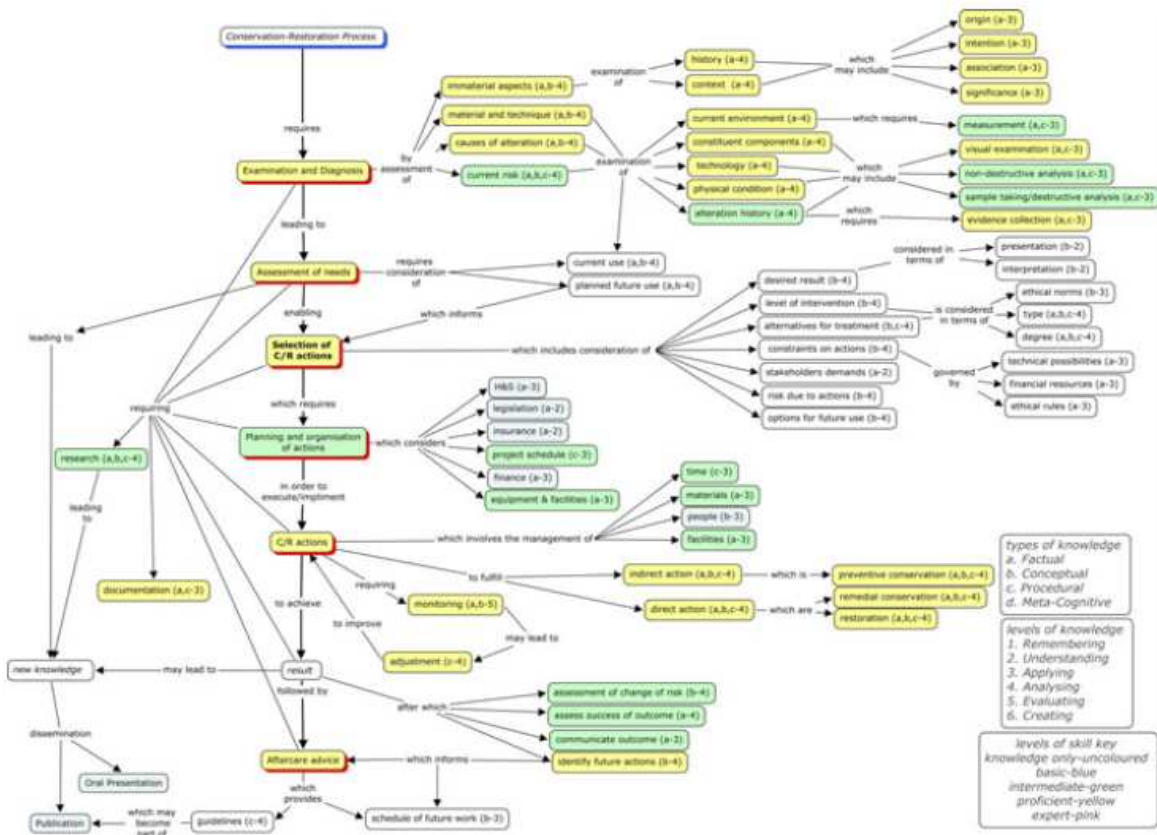 Conservation-Restoration Process
requires
Examination and Diagnosis
by
assessment
of
immaterial aspects (a,b-4)
material and technique (a,b-4)
causes of alteration (a,b-4)
current risk (a,b,c-4)
examination
of
history (a-4)
context (a-4)
which
may include
origin (a-3)
intention (a-3)
association (a-3)
significance (a-3)
examination
of
current environment (a-4)
constituent components (a-4)
technology (a-4)
physical condition (a-4)
alteration history (a-4)
which requires
measurement (a,c-3)
which
may include
visual examination (a,c-3)
non-destructive analysis (a,c-3)
sample taking/destructive analysis (a,c-3)
which
requires
evidence collection (a,c-3)
leading to
Assessment of needs
requires
consideration
of
current use (a,b-4)
planned future use (a,b-4)
enabling
which informs
leading to
Selection of
C/R actions
which includes consideration of
desired result (b-4)
level of intervention (b-4)
alternatives for treatment (b,c-4)
constraints on actions (b-4)
stakeholders demands (a-2)
risk due to actions (b-4)
options for future use (b-4)
considered in
terms of
presentation (b-2)
interpretation (b-2)
is considered
in terms of
ethical norms (b-3)
type (a,b,c-4)
degree (a,b,c-4)
governed
by
technical possibilities (a-3)
financial resources (a-3)
ethical rules (a-3)
which requires
requiring
Planning and organisation
of actions
which considers
H&S (a-3)
legislation (a-2)
insurance (a-2)
project schedule (c-3)
finance (a-3)
equipment & facilities (a-3)
research (a,b,c-4)
leading
to
in order to
execute/impliment
C/R actions
which involves the management of
time (c-3)
materials (a-3)
people (b-3)
facilities (a-3)
to fulfill
indirect action (a,b,c-4)
which is
preventive conservation (a,b,c-4)
direct action (a,b,c-4)
which are
remedial conservation (a,b,c-4)
restoration (a,b,c-4)
documentation (a,c-3)
to achieve
requiring
monitoring (a,b-5)
may lead to
adjustment (c-4)
to improve
new knowledge
may lead to
result
followed by
after which
assessment of change of risk (b-4)
assess success of outcome (a-4)
communicate outcome (a-3)
identify future actions (b-4)
dissemination
Oral Presentation
Publication
Aftercare advice
which informs
which
provides
guidelines (c-4)
schedule of future work (b-3)
which may
become
part of
types of knowledge
a. Factual
b. Conceptual
c. Procedural
d. Meta-Cognitive
levels of knowledge
1. Remembering
2. Understanding
3. Applying
4. Analysing
5. Evaluating
6. Creating
levels of skill key
knowledge only-uncoloured
basic-blue
intermediate-green
proficient-yellow
expert-pink